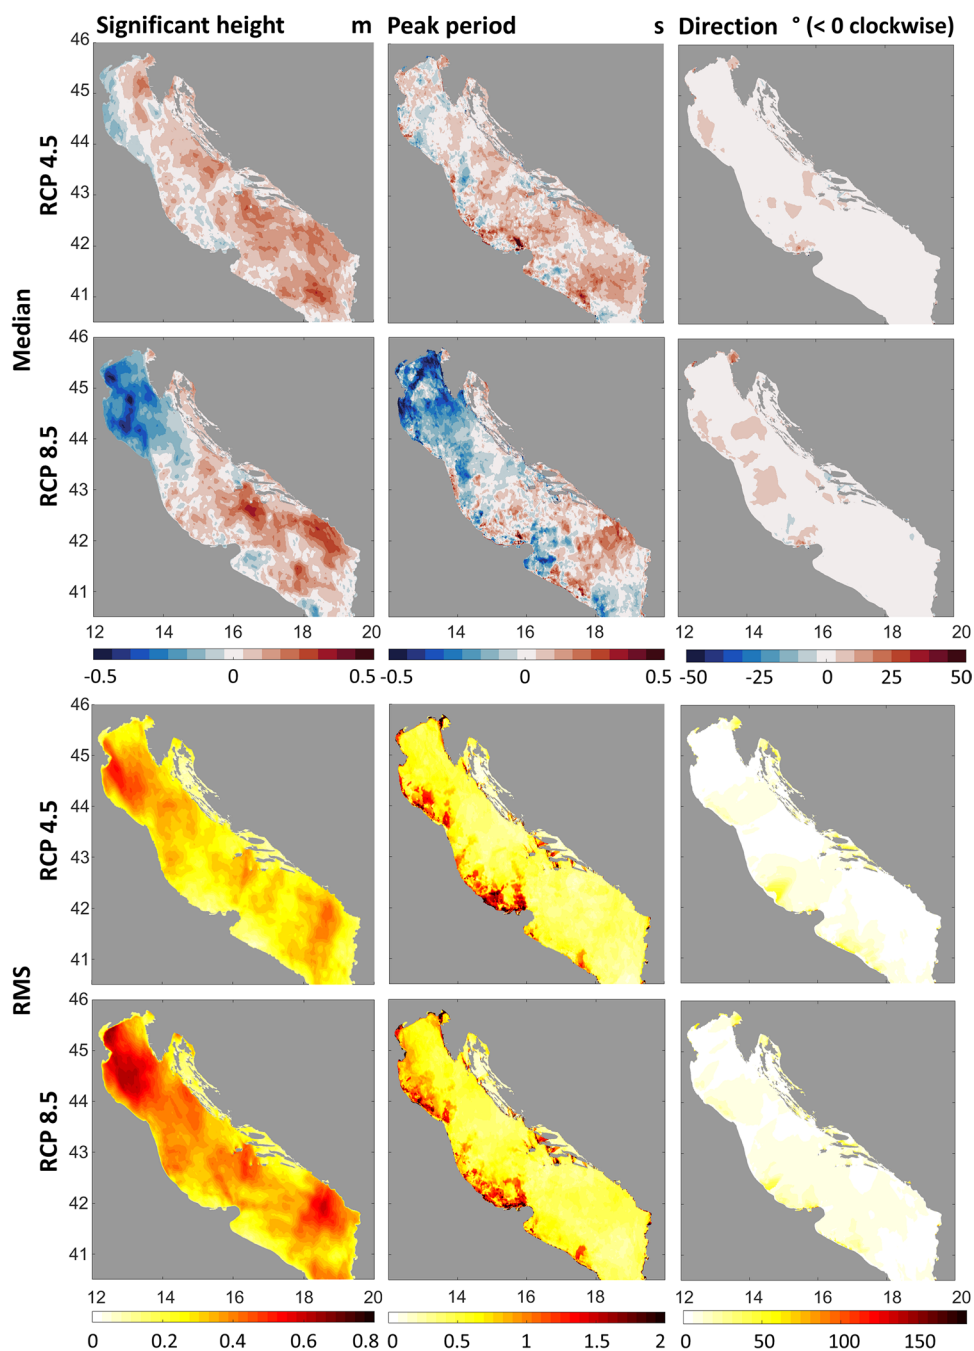 Significant height m Peak period s Direction ° (< 0 clockwise)
46
45
44
43
42
41
RCP 4.5
Median
46
45
44
43
42
41
RCP 8.5
12 14 16 18 20 14 16 18 12 14 16 18 20
-0.5 0 0.5 -0.5 0 0.5 -50 -25 0 25 50
46
45
44
43
42
41
RCP 4.5
RMS
46
45
44
43
42
41
RCP 8.5
12 14 16 18 20 14 16 18 12 14 16 18 20
0 0.2 0.4 0.6 0.8 0 0.5 1 1.5 2 0 50 100 150